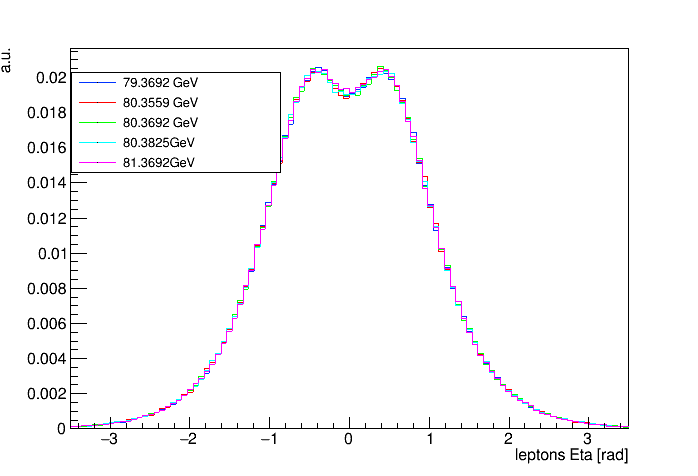 a.u.
79.3692 GeV
80.3559 GeV
80.3692 GeV
80.3825GeV
81.3692GeV
0.02
0.018
0.016
0.014
0.012
0.01
0.008
0.006
0.004
0.002
0
−3 −2 −1 0 1 2 3
leptons Eta [rad]